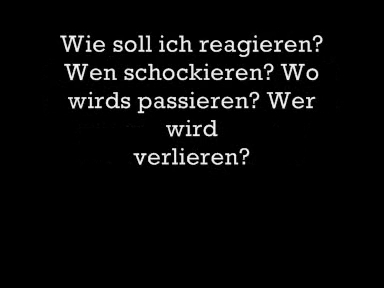 Wie soll ich reagieren?
Wen schockieren? Wo
wirds passieren? Wer
wird
verlieren?